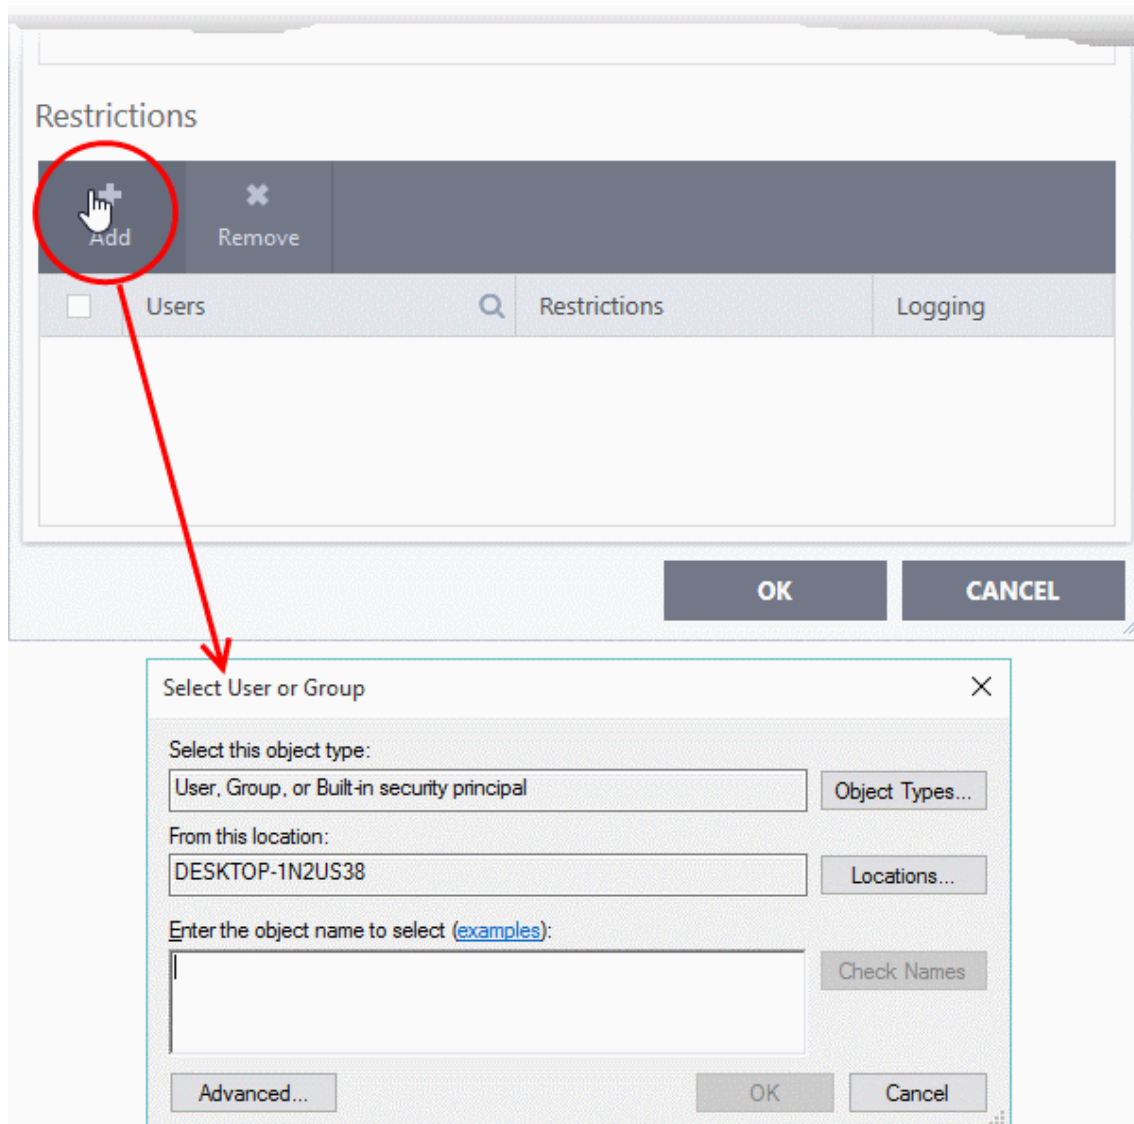 Restrictions
Add Remove
Users Restrictions Logging
OK CANCEL
Select User or Group
Select this object type:
User, Group, or Built-in security principal Object Types...
From this location:
DESKTOP-1N2US38 Locations...
Enter the object name to select (examples):
Check Names
Advanced... OK Cancel